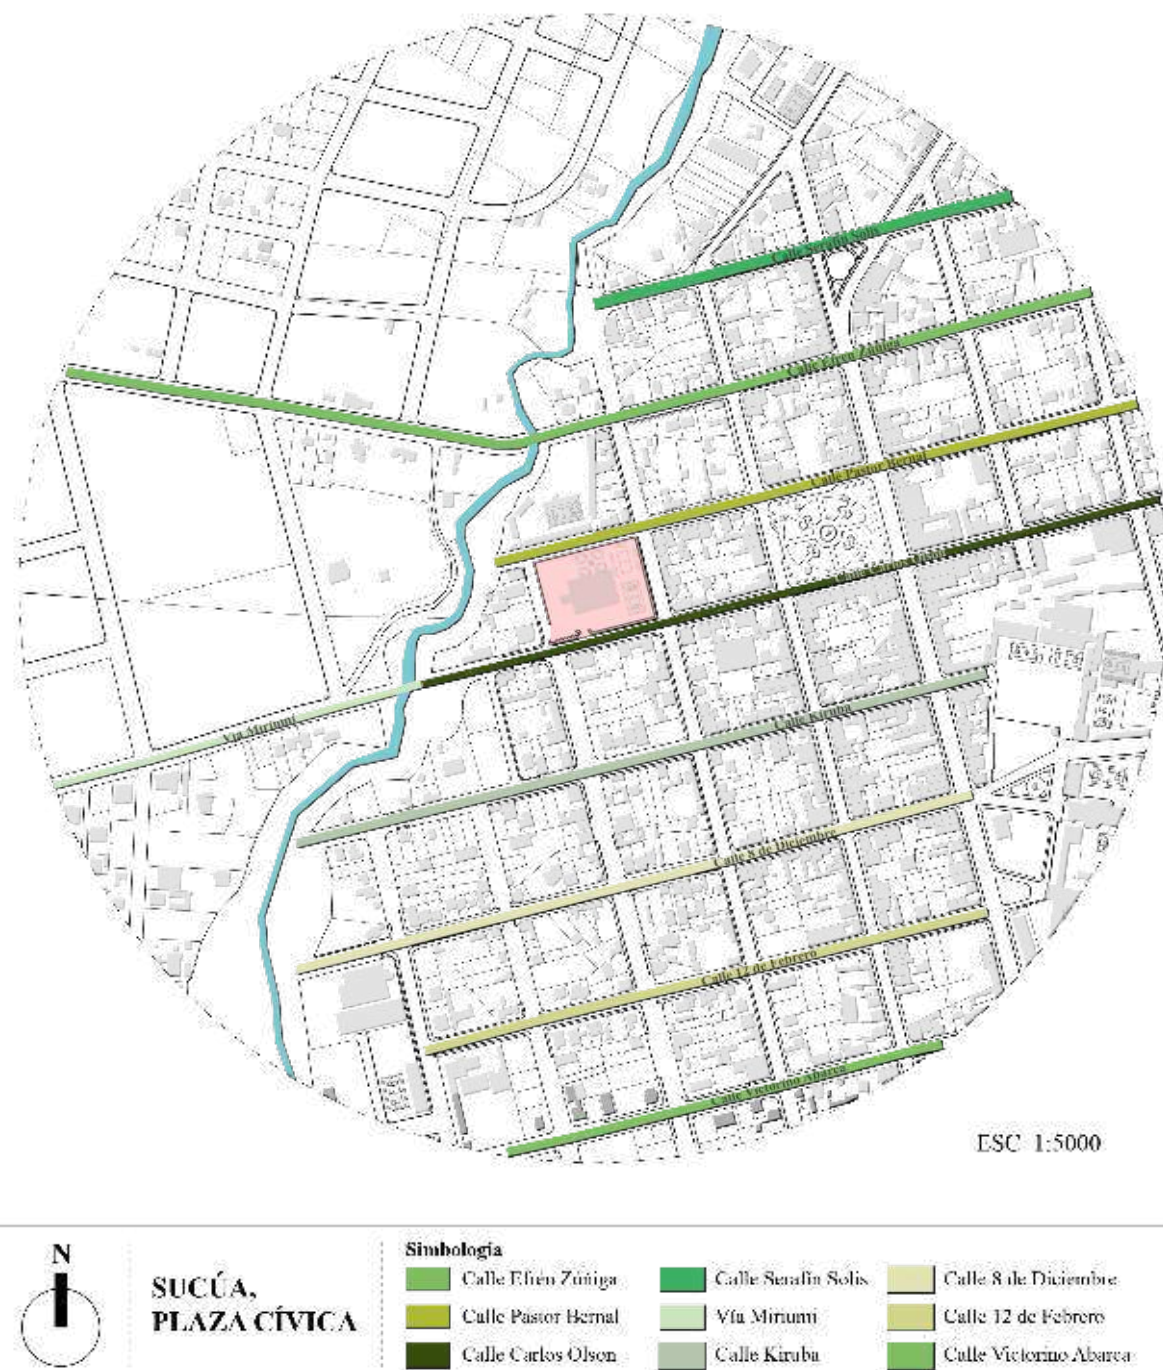 Calle Serafín Solis
Calle Efrén Zúñiga
Calle Pastor Bernal
Calle Carlos Olson
Vía Miriumi
Calle Kiruba
Calle 8 de Diciembre
Calle 12 de Febrero
Calle Victorino Abarca
ESC 1:5000
N
SUCÚA,
PLAZA CÍVICA
Simbología
Calle Efrén Zúñiga
Calle Serafín Solis
Calle 8 de Diciembre
Calle Pastor Bernal
Vía Miriumi
Calle 12 de Febrero
Calle Carlos Olson
Calle Kiruba
Calle Victorino Abarca